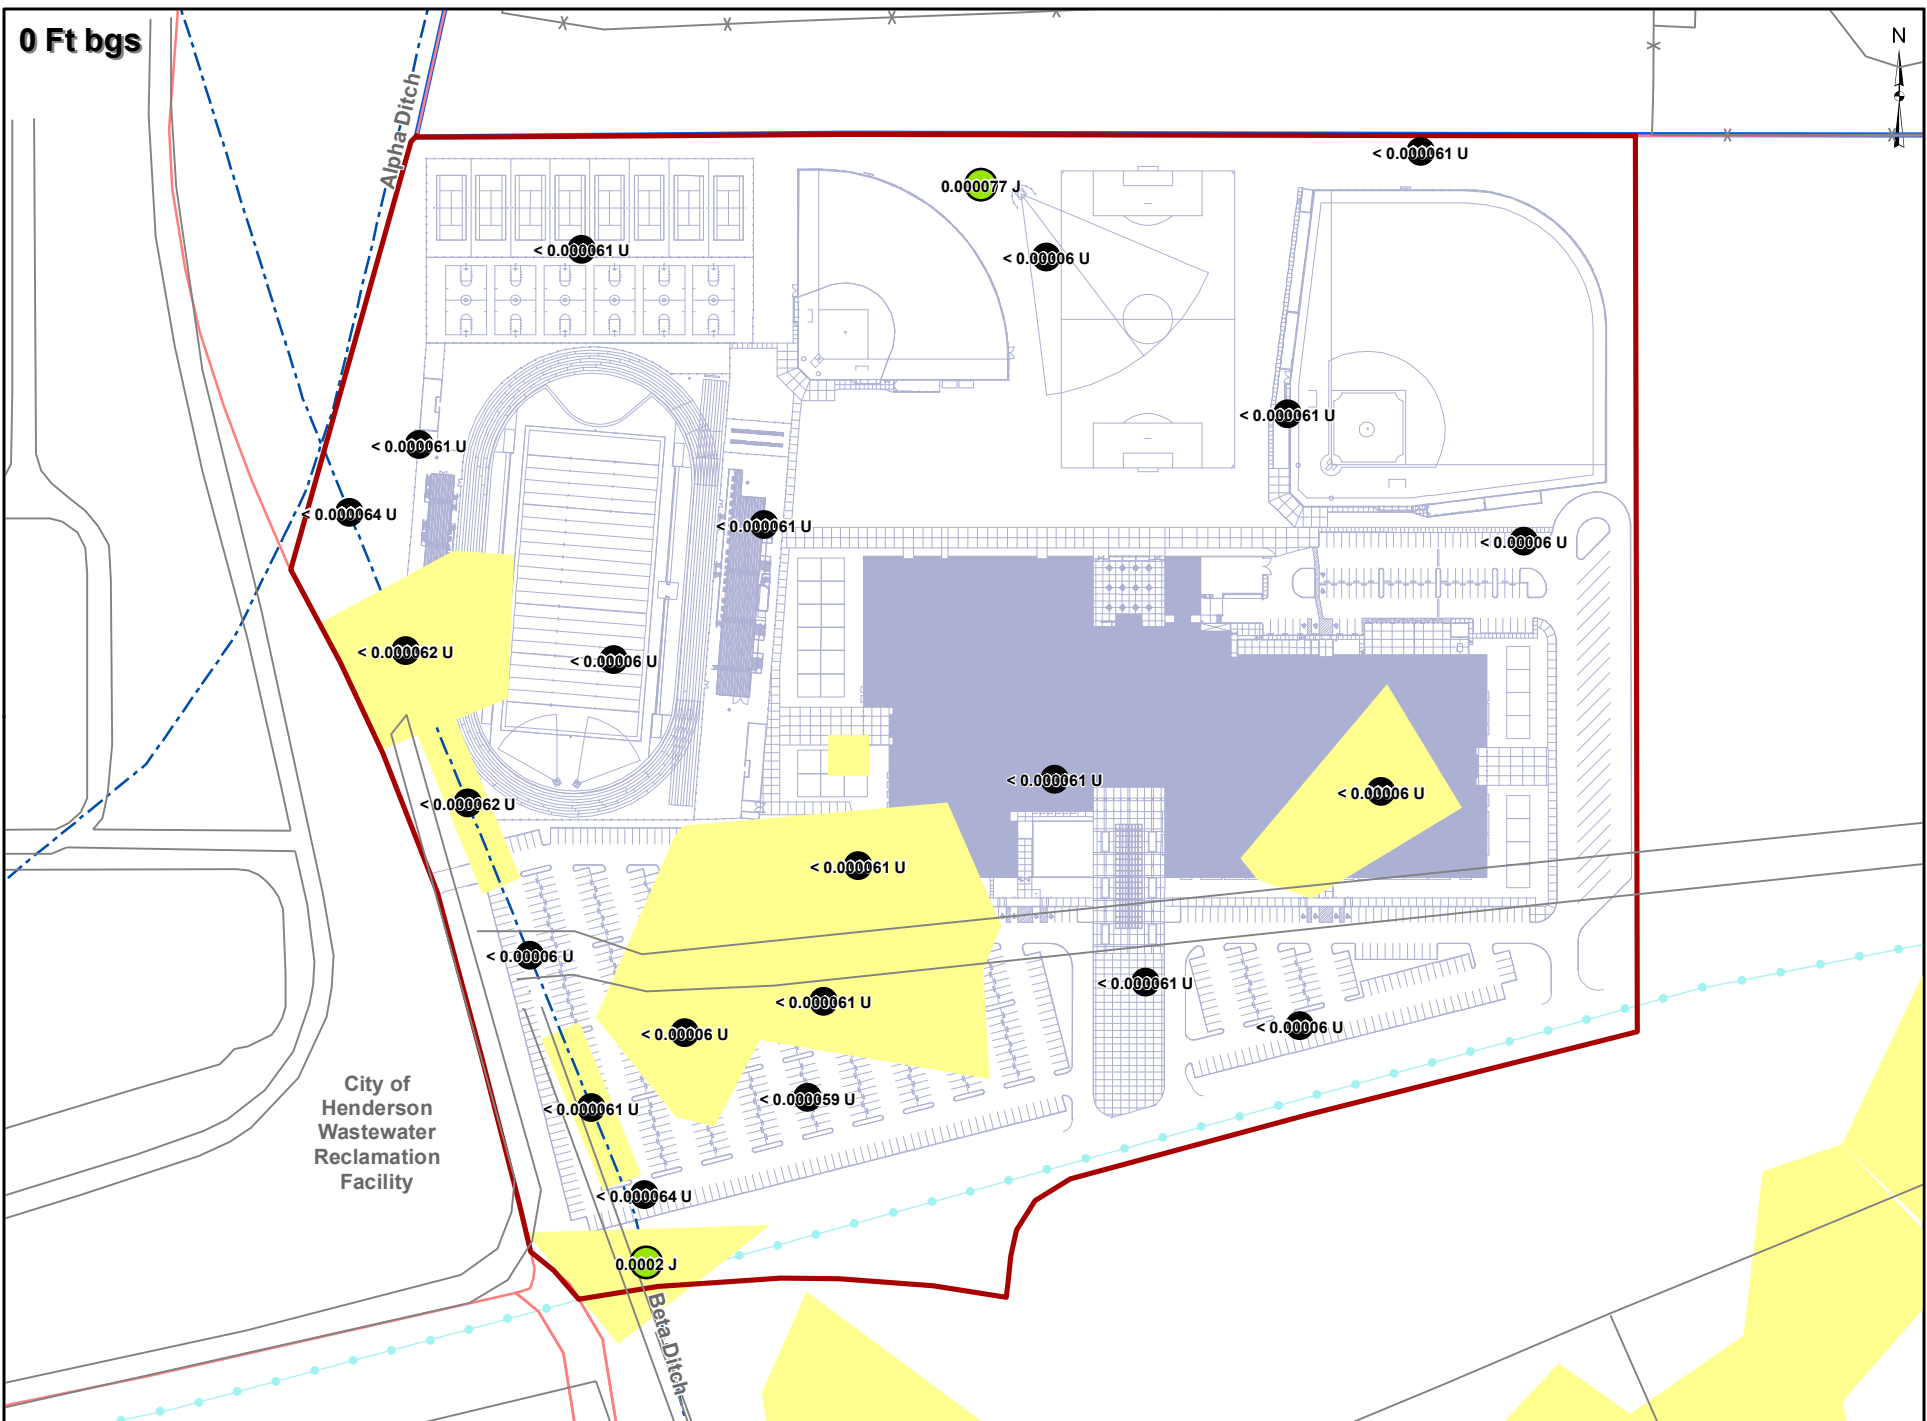 0 Ft bgs
N
Alpha Ditch
< 0.000061 U
0.000077 J
< 0.000061 U
< 0.00006 U
< 0.000061 U
< 0.000061 U
< 0.000064 U
< 0.000061 U
< 0.00006 U
< 0.000062 U
< 0.00006 U
< 0.000061 U
< 0.00006 U
< 0.000062 U
< 0.000061 U
< 0.00006 U
< 0.000061 U
< 0.000061 U
< 0.00006 U
< 0.00006 U
City of
Henderson
Wastewater
Reclamation
Facility
< 0.000059 U
< 0.000061 U
< 0.000064 U
0.0002 J
Beta Ditch